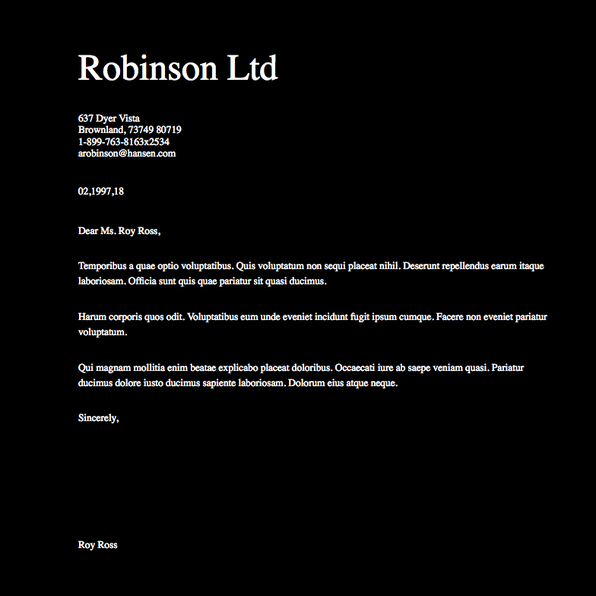 Robinson Ltd
637 Dyer Vista
Brownland, 73749 80719
1-899-763-8163x2534
arobinson@hansen.com
02,1997,18
Dear Ms. Roy Ross,
Temporibus a quae optio voluptatibus. Quis voluptatum non sequi placeat nihil. Deserunt repellendus earum itaque
laboriosam. Officia sunt quis quae pariatur sit quasi ducimus.
Harum corporis quos odit. Voluptatibus eum unde eveniet incidunt fugit ipsum cumque. Facere non eveniet pariatur
voluptatum.
Qui magnam mollitia enim beatae explicabo placeat doloribus. Occaecati iure ab saepe veniam quasi. Pariatur
ducimus dolore iusto ducimus sapiente laboriosam. Dolorum eius atque neque.
Sincerely,
Roy Ross